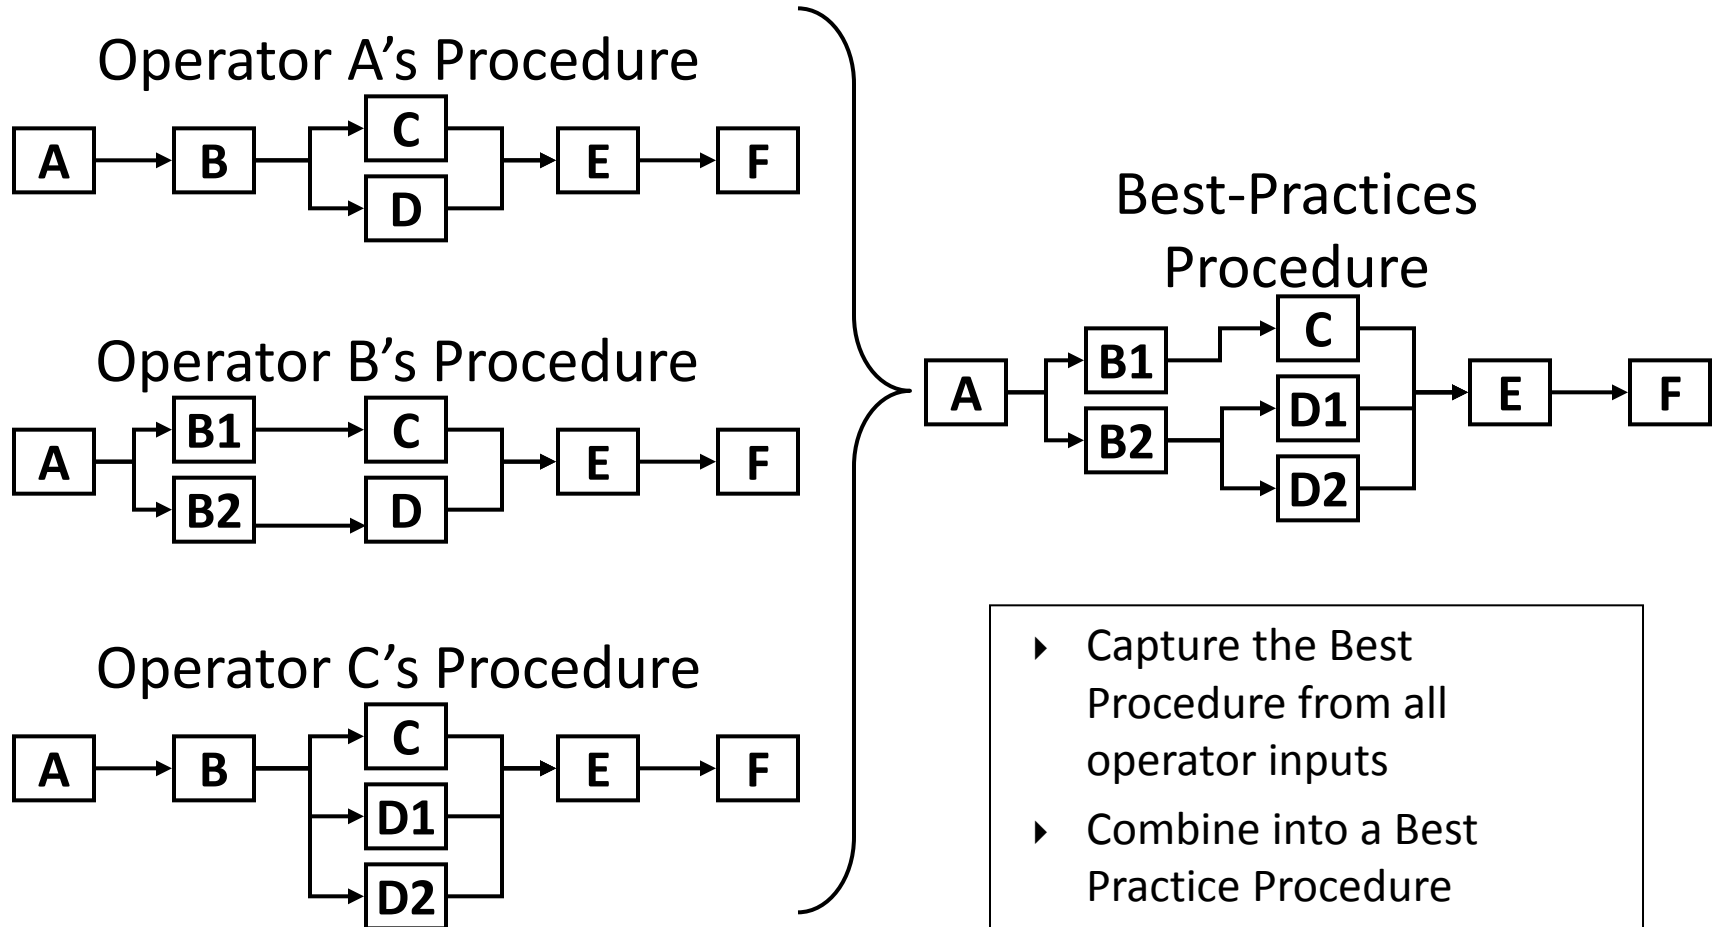 Operator A’s Procedure
A
B
C
D
E
F
Operator B’s Procedure
A
B1
B2
C
D
E
F
Operator C’s Procedure
A
B
C
D1
D2
E
F
Best-Practices
Procedure
A
B1
B2
C
D1
D2
E
F
Capture the Best
Procedure from all
operator inputs
Combine into a Best
Practice Procedure